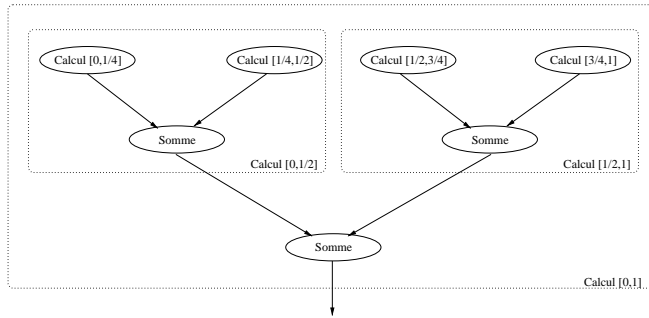 Calcul [0,1/4]
Calcul [1/4,1/2]
Calcul [1/2,3/4]
Calcul [3/4,1]
Somme
Somme
Calcul [0,1/2]
Calcul [1/2,1]
Somme
Calcul [0,1]